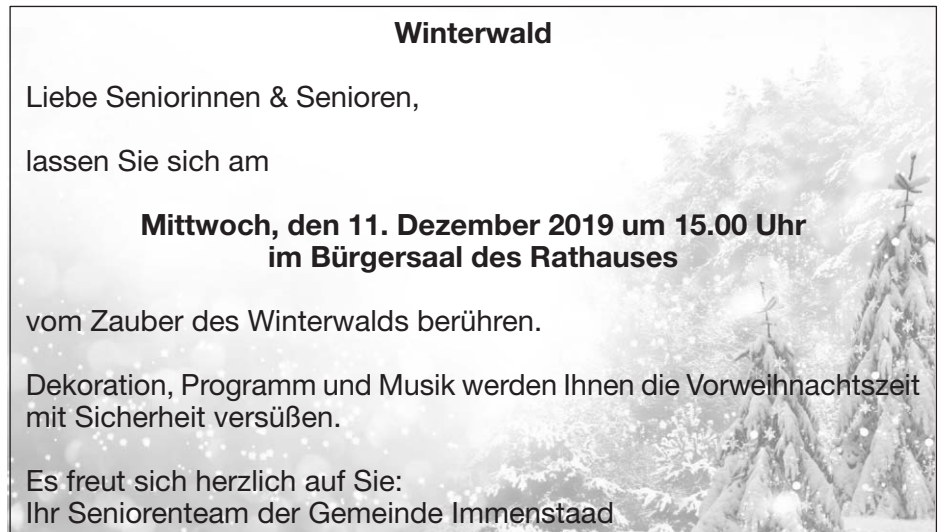 Winterwald
Liebe Seniorinnen & Senioren,
lassen Sie sich am
Mittwoch, den 11. Dezember 2019 um 15.00 Uhr
im Bürgersaal des Rathauses
vom Zauber des Winterwalds berühren.
Dekoration, Programm und Musik werden Ihnen die Vorweihnachtszeit
mit Sicherheit versüßen.
Es freut sich herzlich auf Sie:
Ihr Seniorenteam der Gemeinde Immenstaad